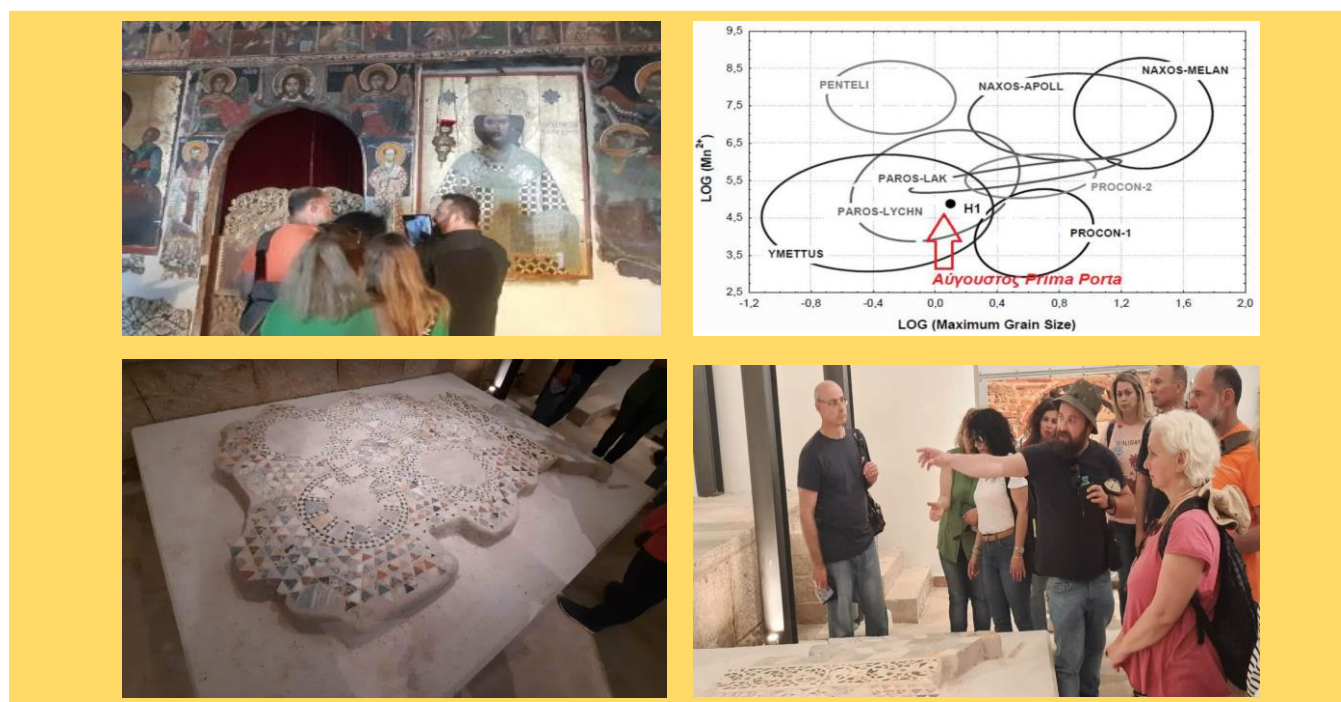 9,5
8,5
7,5
6,5
5,5
4,5
3,5
2,5
LOG (Mn2+)
PENTELI
NAXOS-APOLL
NAXOS-MELAN
PAROS-LAK
PROCON-2
PAROS-LYCHN
H1
PROCON-1
YMETTUS
Αύγουστος Prima Porta
-1,2 -0,8 -0,4 0,0 0,4 0,8 1,2 1,6 2,0
LOG (Maximum Grain Size)